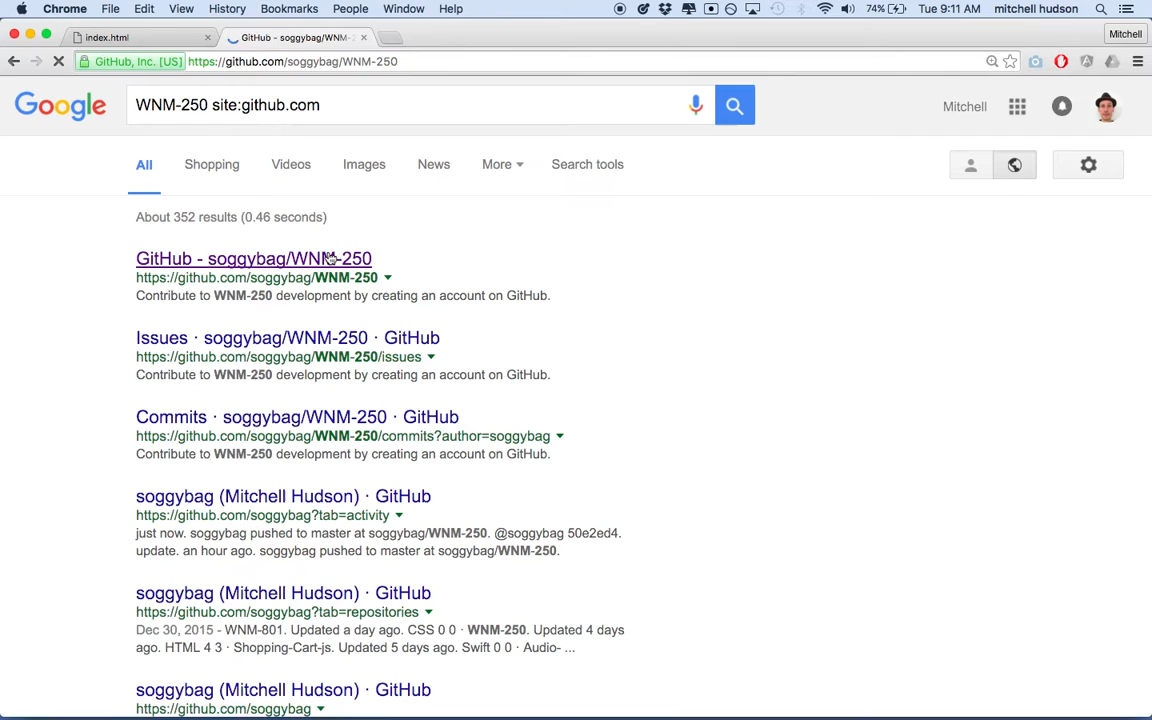 Chrome File Edit View History Bookmarks People Window Help 74% Tue 9:11 AM mitchell hudson
index.html GitHub - soggybag/WNM-2 Mitchell
GitHub, Inc. [US] https://github.com/soggybag/WNM-250
Google WNM-250 site:github.com Mitchell
All Shopping Videos Images News More Search tools
About 352 results (0.46 seconds)
GitHub - soggybag/WNM-250
https://github.com/soggybag/WNM-250
Contribute to WNM-250 development by creating an account on GitHub.
Issues · soggybag/WNM-250 · GitHub
https://github.com/soggybag/WNM-250/issues
Contribute to WNM-250 development by creating an account on GitHub.
Commits · soggybag/WNM-250 · GitHub
https://github.com/soggybag/WNM-250/commits?author=soggybag
Contribute to WNM-250 development by creating an account on GitHub.
soggybag (Mitchell Hudson) · GitHub
https://github.com/soggybag?tab=activity
just now. soggybag pushed to master at soggybag/WNM-250. @soggybag 50e2ed4.
update. an hour ago. soggybag pushed to master at soggybag/WNM-250.
soggybag (Mitchell Hudson) · GitHub
https://github.com/soggybag?tab=repositories
Dec 30, 2015 - WNM-801. Updated a day ago. CSS 0 0 · WNM-250. Updated 4 days
ago. HTML 4 3 · Shopping-Cart-js. Updated 5 days ago. Swift 0 0 · Audio- ...
soggybag (Mitchell Hudson) · GitHub
https://github.com/soggybag